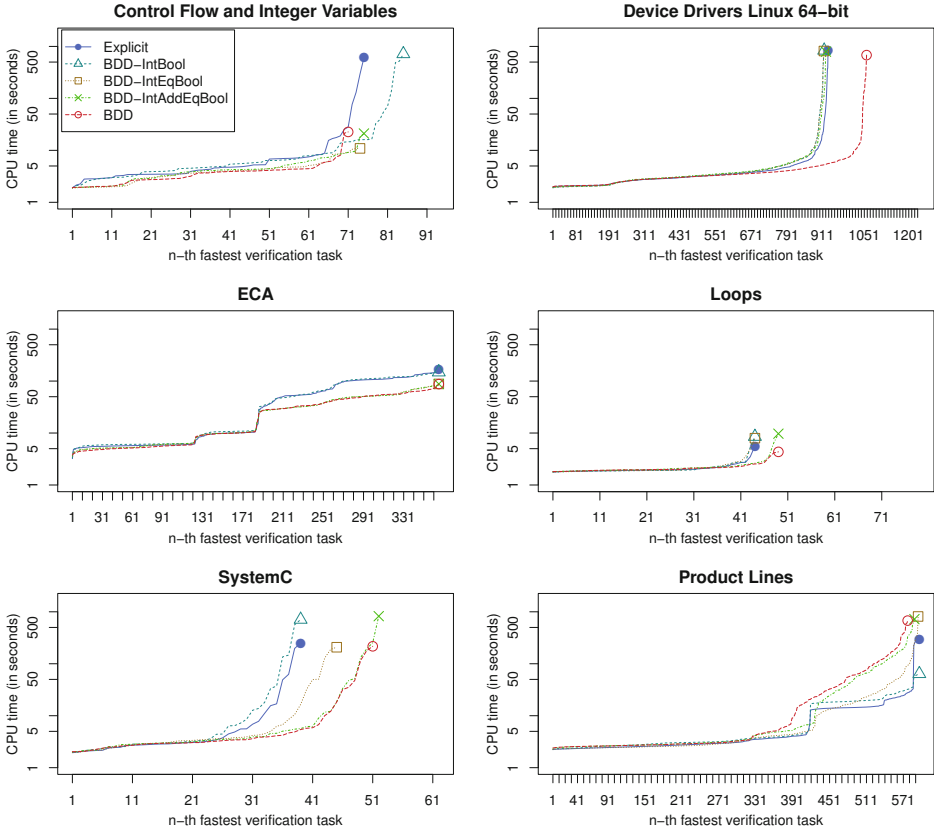 Control Flow and Integer Variables
CPU time (in seconds)
500
50
5
1
Explicit
BDD−IntBool
BDD−IntEqBool
BDD−IntAddEqBool
BDD
1 11 21 31 41 51 61 71 81 91
n−th fastest verification task
Device Drivers Linux 64−bit
CPU time (in seconds)
500
50
5
1
1 81 191 311 431 551 671 791 911 1051 1201
n−th fastest verification task
ECA
CPU time (in seconds)
500
50
5
1
1 31 61 91 131 171 211 251 291 331
n−th fastest verification task
Loops
CPU time (in seconds)
500
50
5
1
1 11 21 31 41 51 61 71
n−th fastest verification task
SystemC
CPU time (in seconds)
500
50
5
1
1 11 21 31 41 51 61
n−th fastest verification task
Product Lines
CPU time (in seconds)
500
50
5
1
1 41 91 151 211 271 331 391 451 511 571
n−th fastest verification task